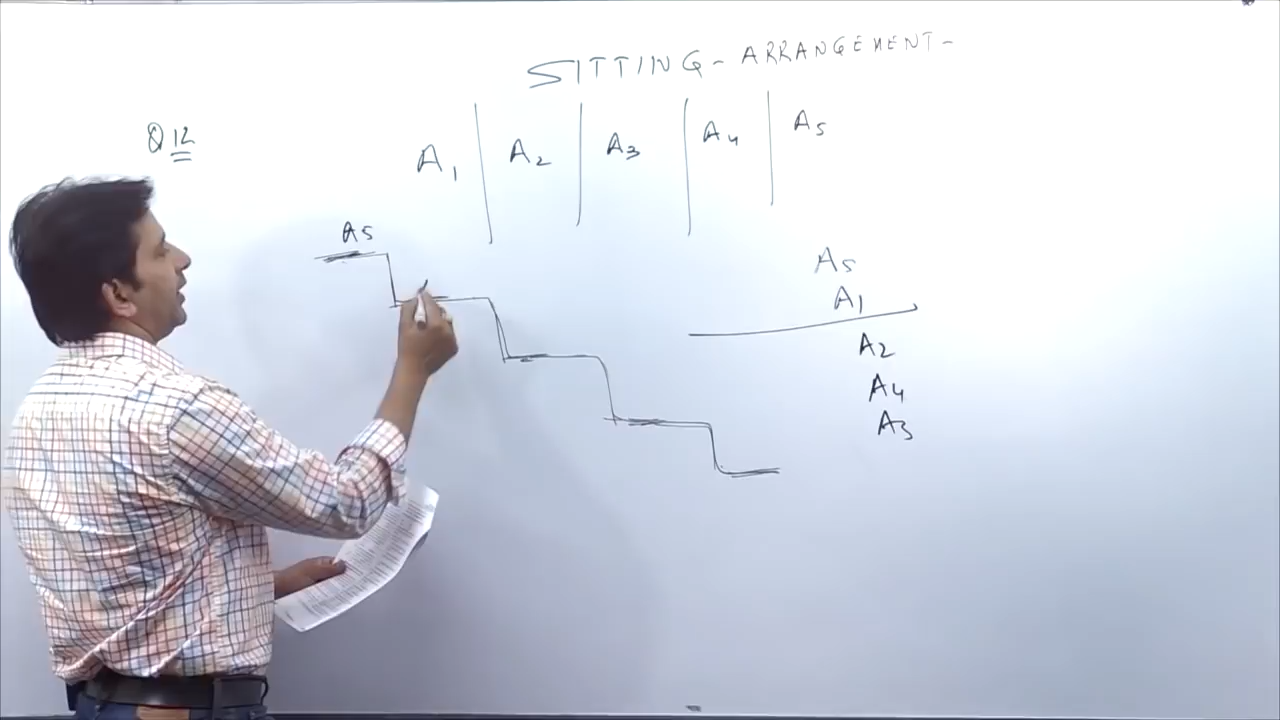 SITTING - ARRANGEMENT -
Q 12
A1 A2 A3 A4 A5
A5
A5
A1
A2
A4
A3